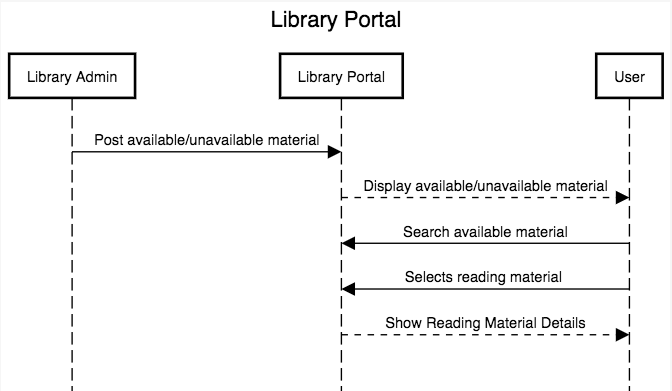 Library Portal
Library Admin
Library Portal
User
Post available/unavailable material
Display available/unavailable material
Search available material
Selects reading material
Show Reading Material Details